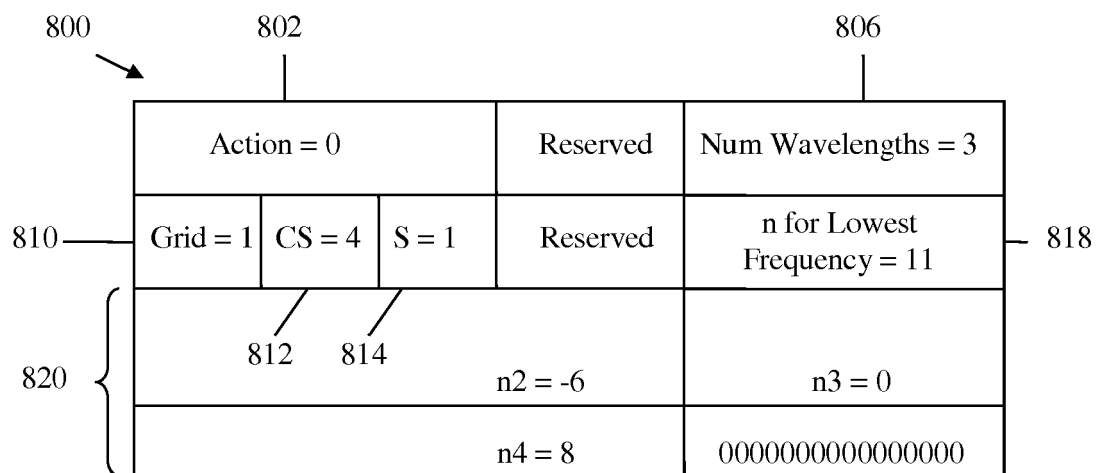 800
802
806
Action = 0
Reserved
Num Wavelengths = 3
810
Grid = 1
CS = 4
S = 1
Reserved
n for Lowest
Frequency = 11
818
812
814
820
n2 = -6
n3 = 0
n4 = 8
0000000000000000